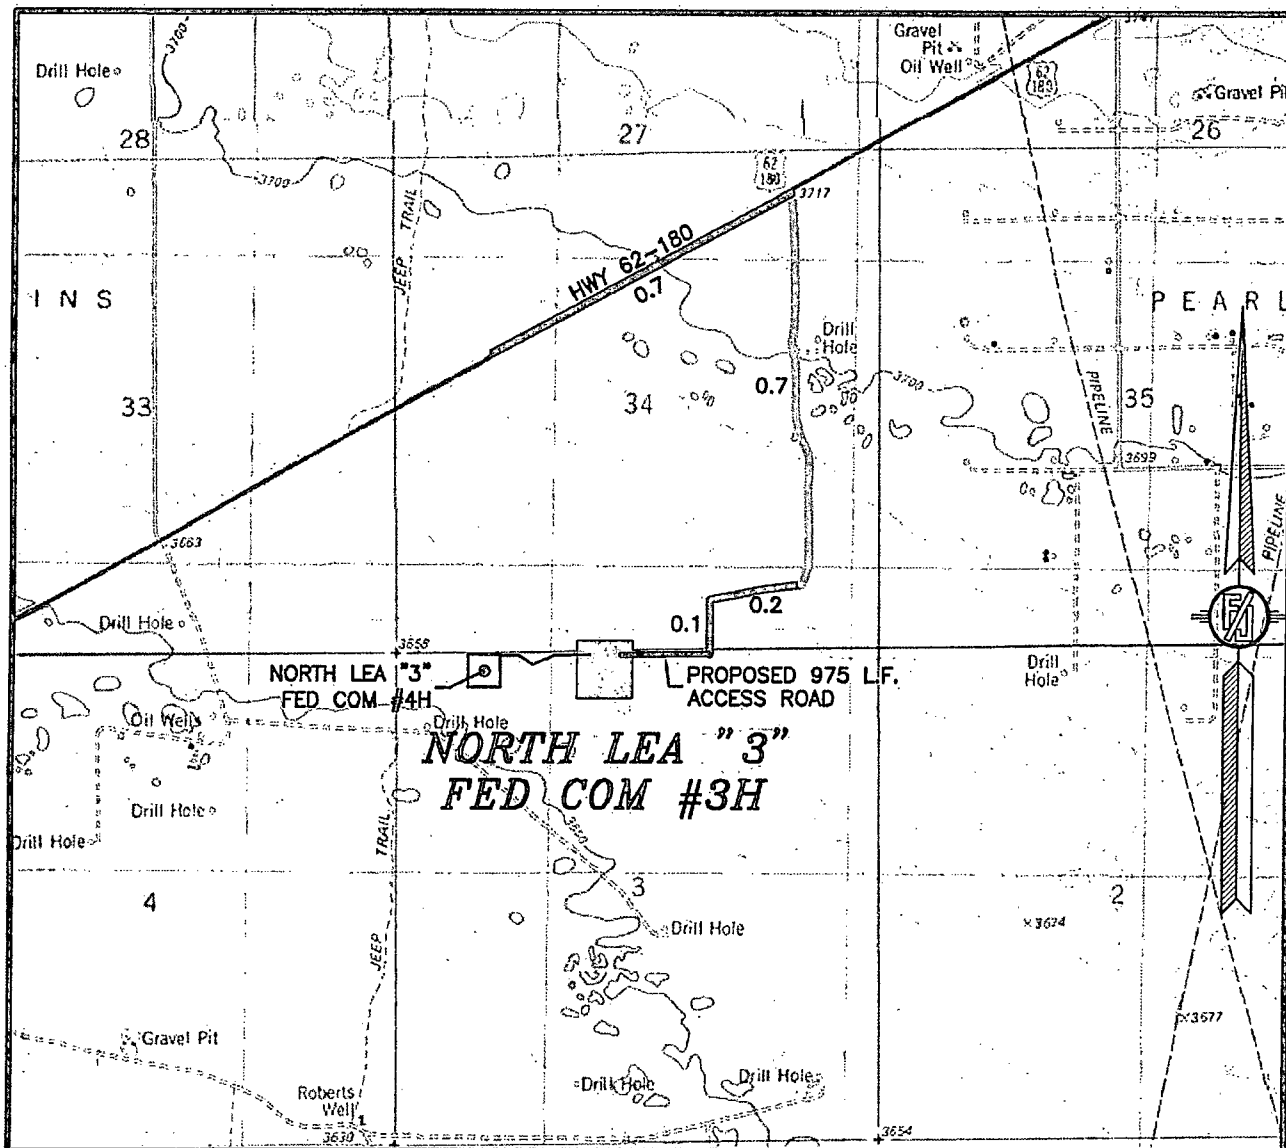 3700
Drill Hole
28
3700
27
Gravel
Pit
Oil Well
62
180
Gravel Pit
26
62
180
3717
JEEP TRAIL
HWY 62-180
0.7
I N S
P E A R L
Drill
Hole
0.7
3700
33
34
35
PIPELINE
3699
PIPELINE
3663
Drill Hole
0.2
0.1
3658
NORTH LEA "3"
FED COM #4H
PROPOSED 975 L.F.
ACCESS ROAD
Drill
Hole
Oil Wells
Drill Hole
NORTH LEA "3"
FED COM #3H
Drill Hole
Drill Hole
3650
JEEP TRAIL
4
3
2
Drill Hole
×3674
×3677
Gravel Pit
Drill Hole
Drill Hole
Roberts
Well
3630
3654